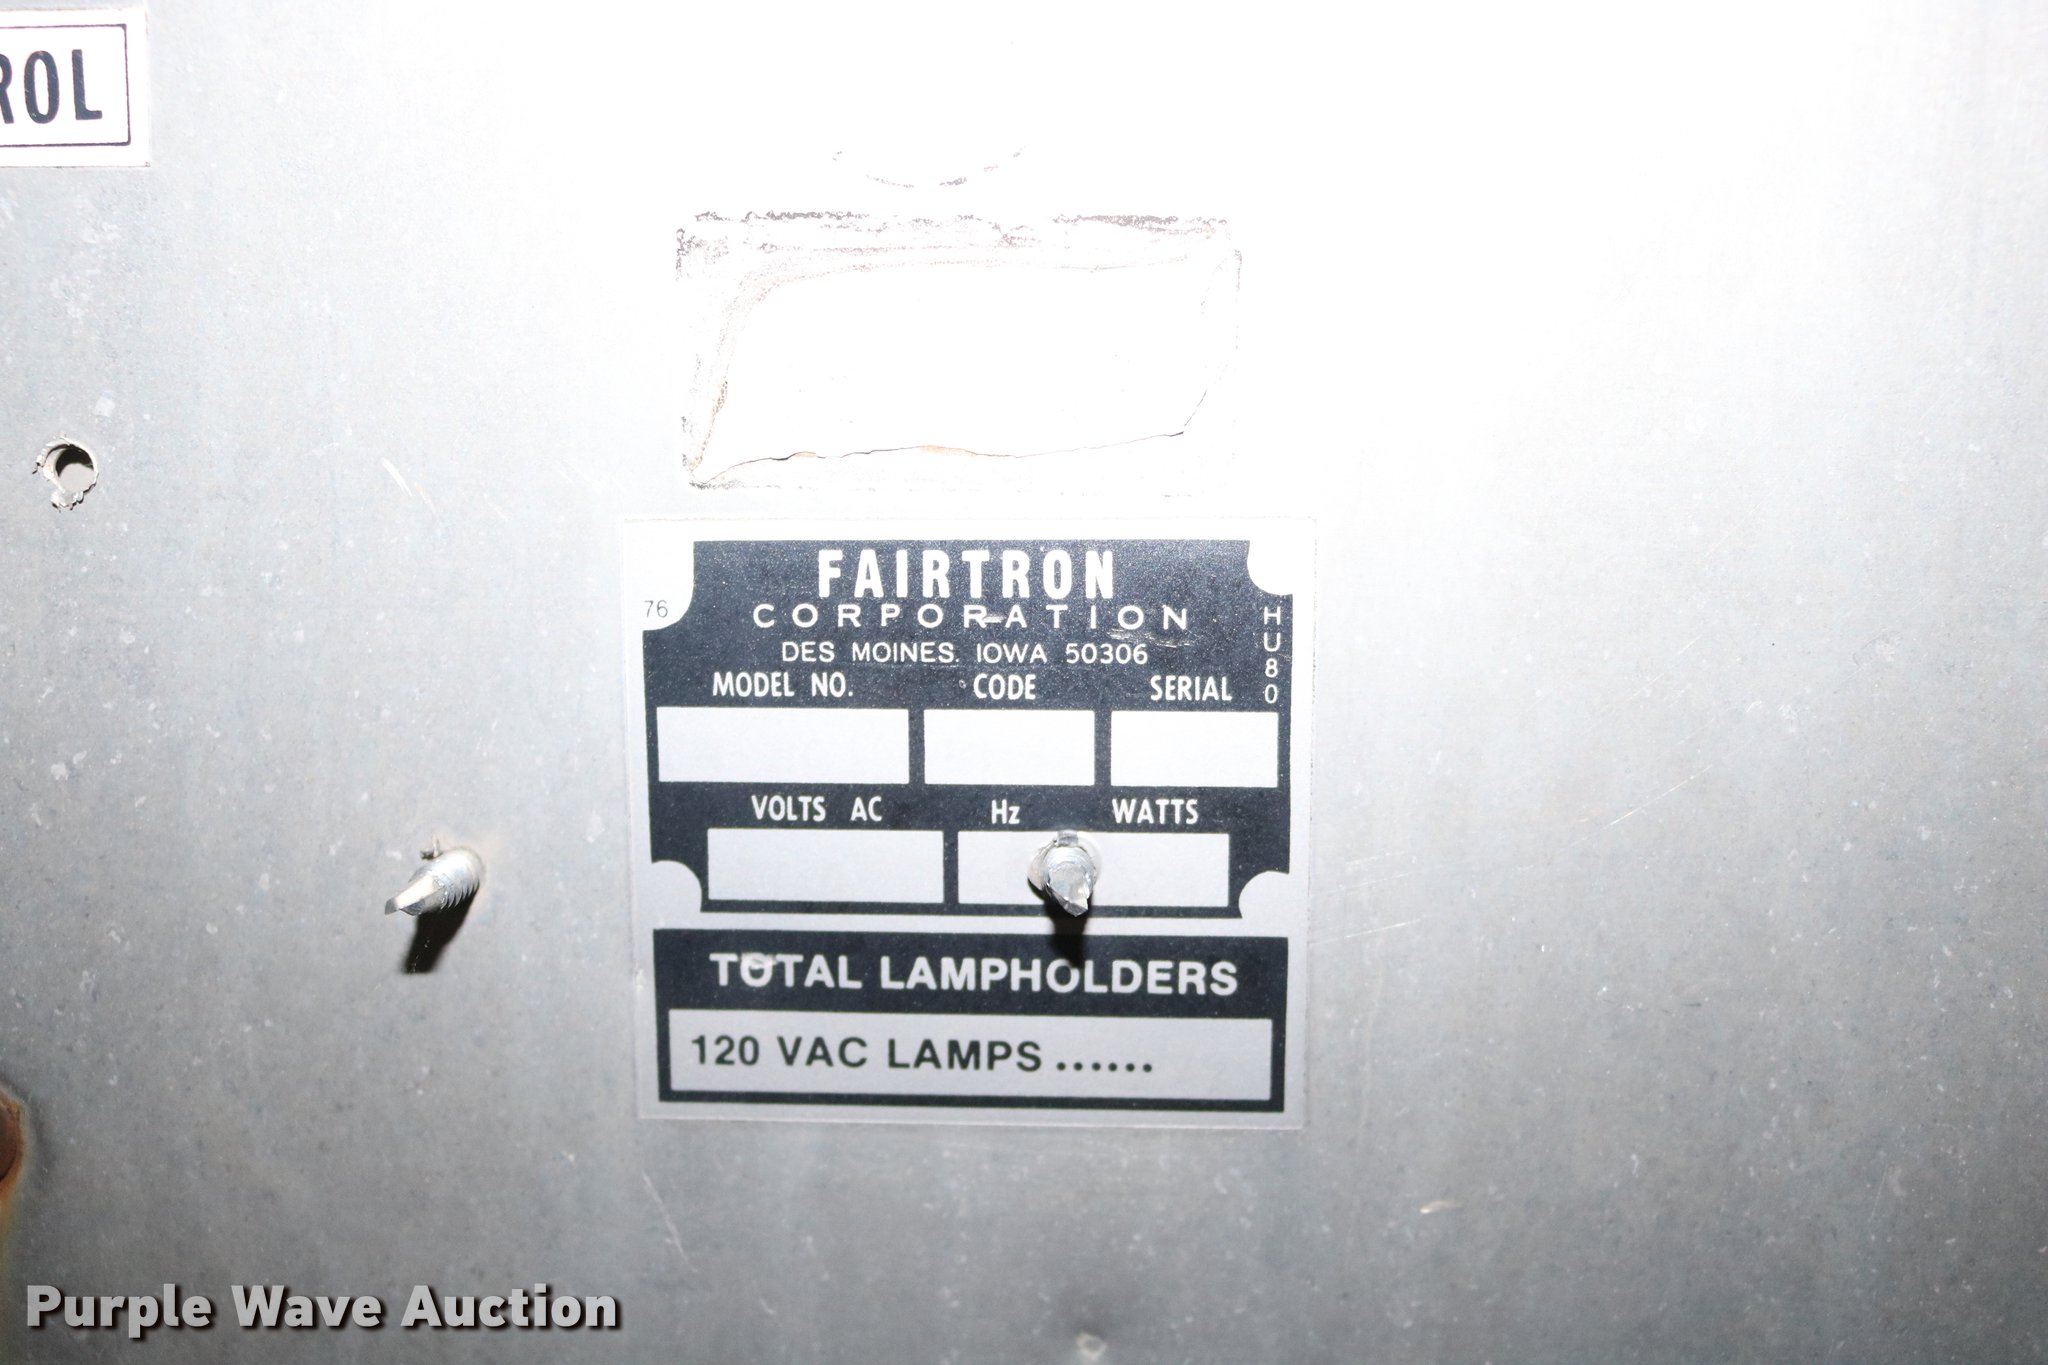 ROL
FAIRTRON
CORPORATION
DES MOINES. IOWA 50306
76
HU80
MODEL NO. CODE SERIAL
VOLTS AC Hz WATTS
TOTAL LAMPHOLDERS
120 VAC LAMPS ......
Purple Wave Auction